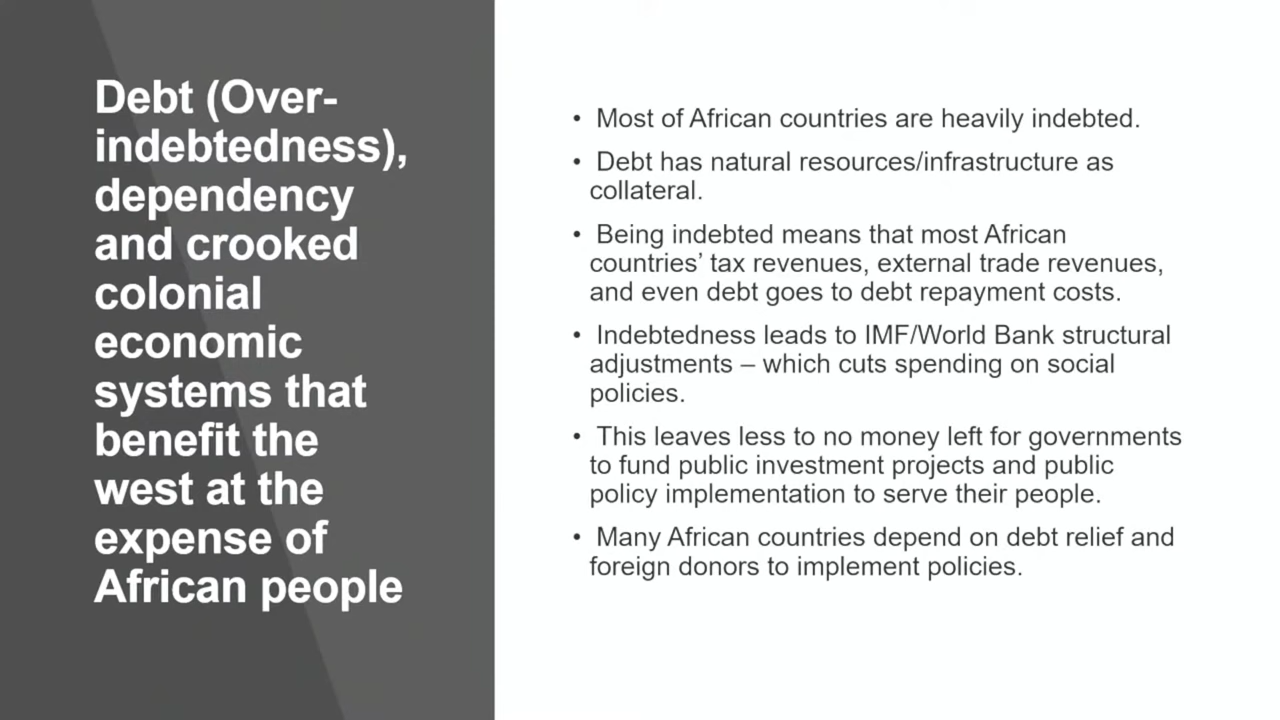 Debt (Over-
indebtedness),
dependency
and crooked
colonial
economic
systems that
benefit the
west at the
expense of
African people
• Most of African countries are heavily indebted.
• Debt has natural resources/infrastructure as
collateral.
• Being indebted means that most African
countries’ tax revenues, external trade revenues,
and even debt goes to debt repayment costs.
• Indebtedness leads to IMF/World Bank structural
adjustments – which cuts spending on social
policies.
• This leaves less to no money left for governments
to fund public investment projects and public
policy implementation to serve their people.
• Many African countries depend on debt relief and
foreign donors to implement policies.